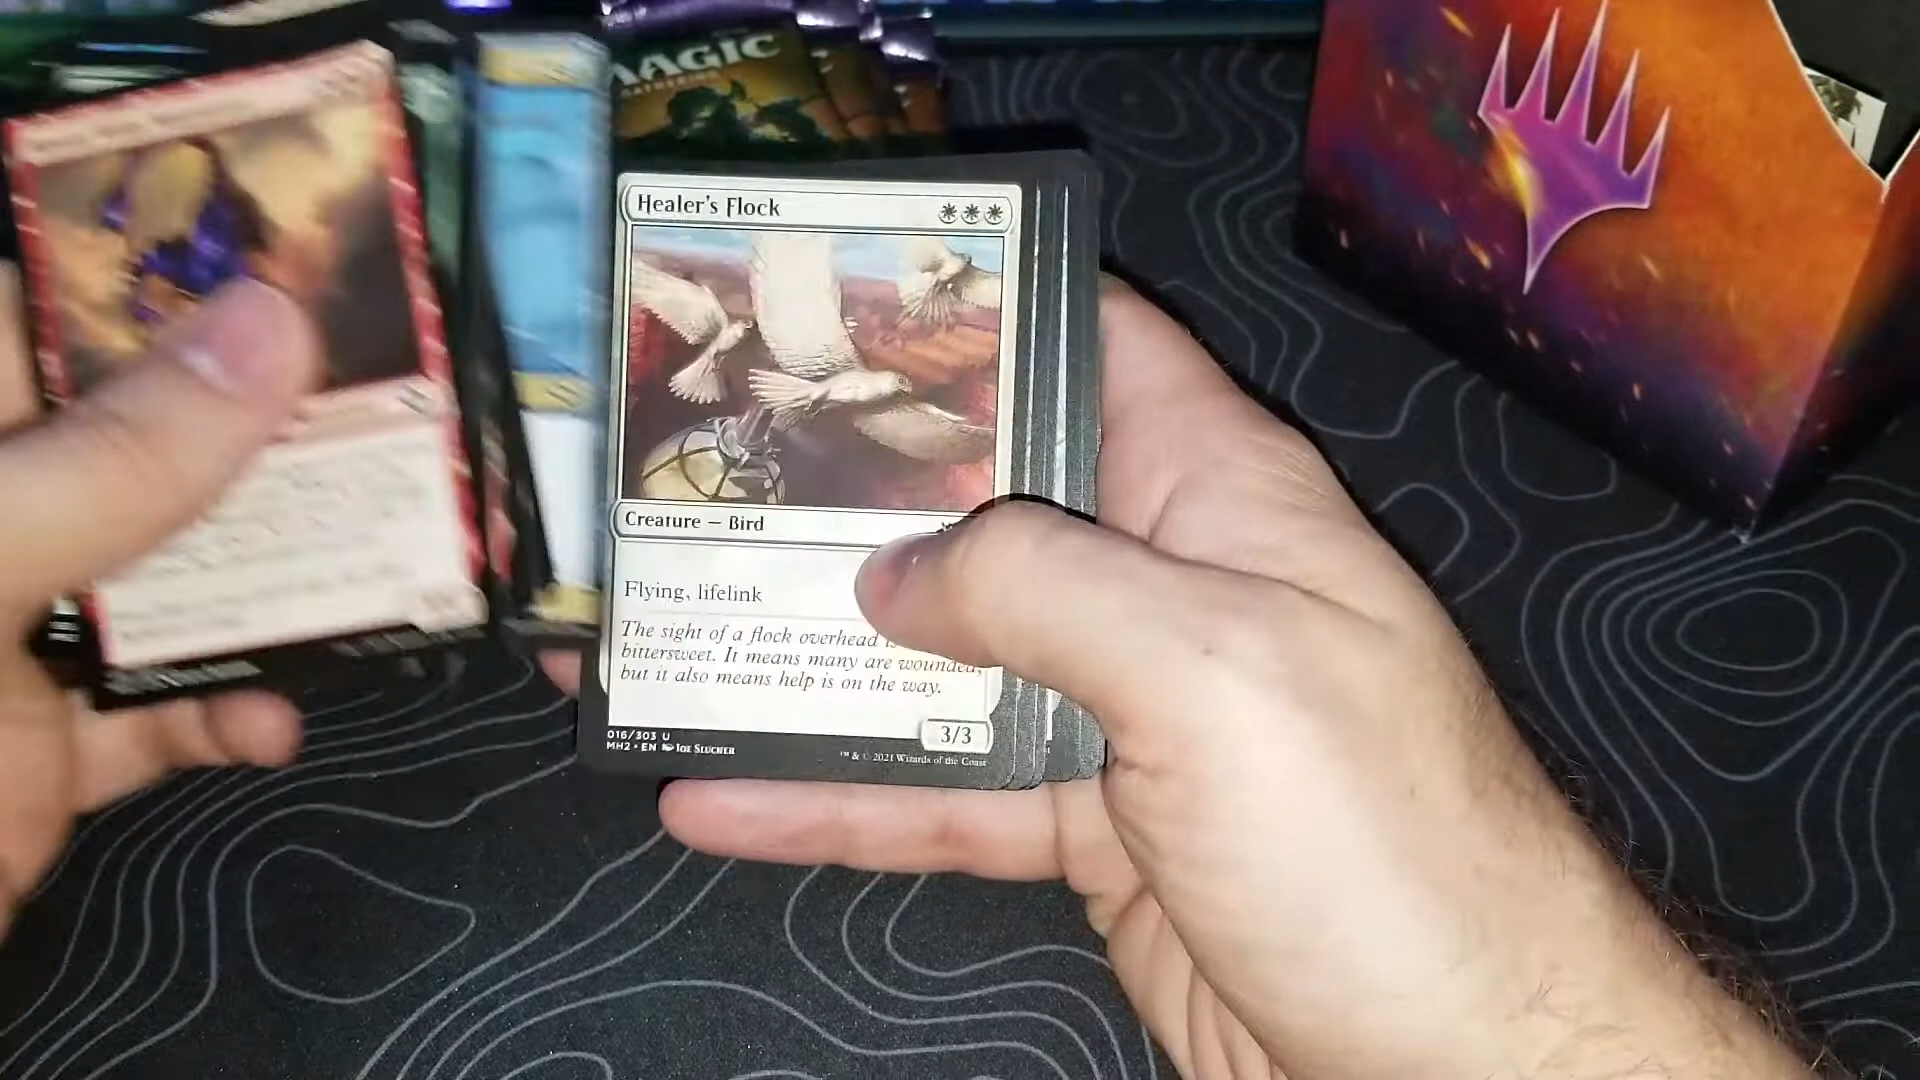 MAGIC
Healer's Flock
Creature — Bird
Flying, lifelink
The sight of a flock overhead
bittersweet. It means many are wounded,
but it also means help is on the way.
3/3
016/303 U
MH2 • EN Joe Slucher
™ & © 2021 Wizards of the Coast